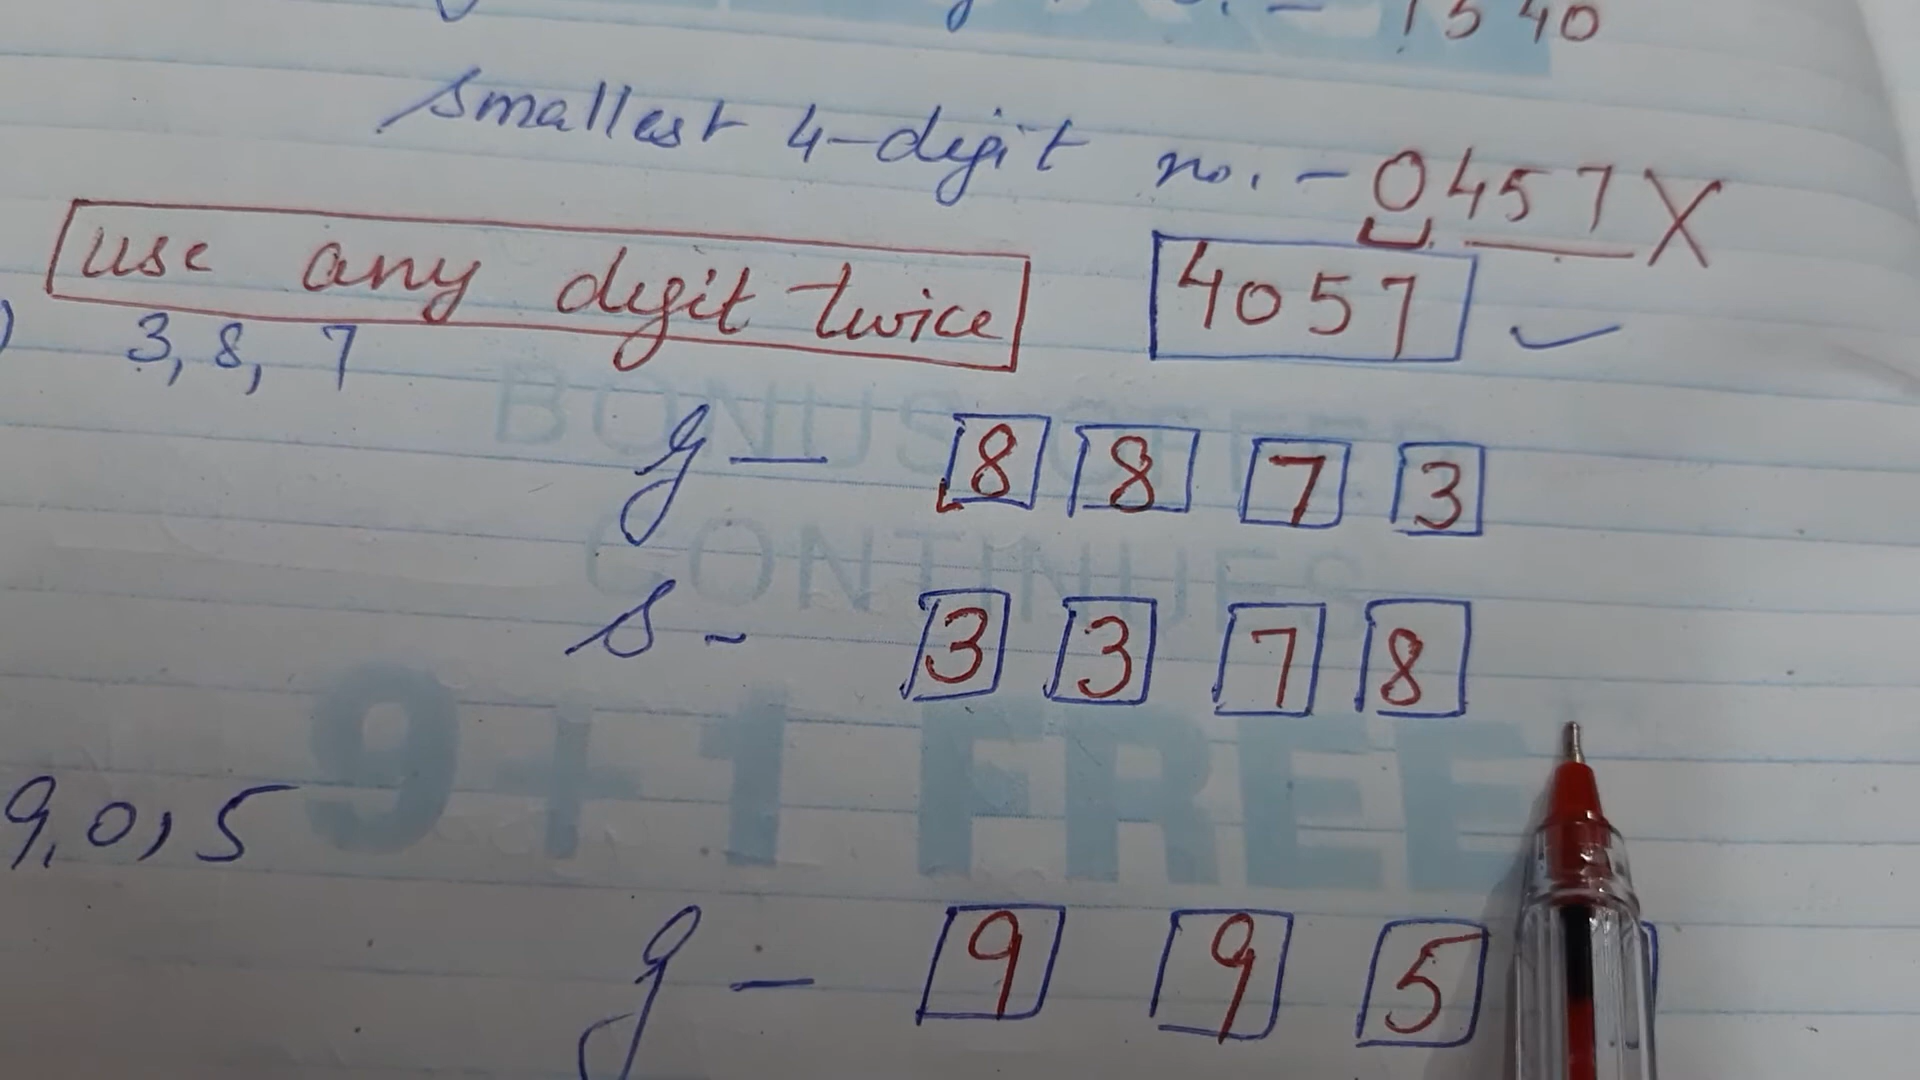 1540
smallest 4-digit no. - 0457 X
use any digit twice
4057 ✓
) 3, 8, 7
g — 8 8 7 3
S - 3 3 7 8
9, 0, 5
g — 9 9 5
BONUS OFFER
CONTINUES
9+1 FREE